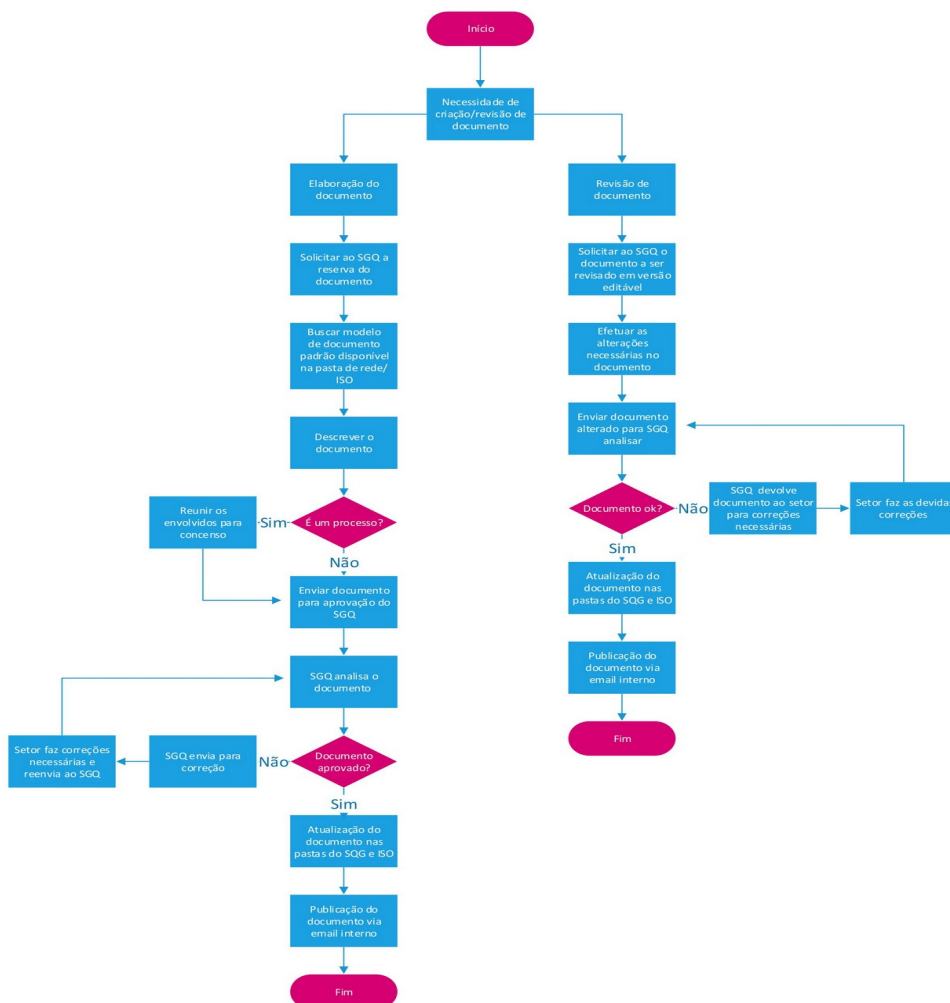 Início
Necessidade de
criação/revisão de
documento
Elaboração do
documento
Revisão de
documento
Solicitar ao SGQ a
reserva do
documento
Solicitar ao SGQ o
documento a ser
revisado em versão
editável
Buscar modelo
de documento
padrão disponível
na pasta de rede/
ISO
Efetuar as
alterações
necessárias no
documento
Descrever o
documento
Enviar documento
alterado para SGQ
analisar
É um processo?
Sim
Reunir os
envolvidos para
concenso
Não
Documento ok?
Não
SGQ devolve
documento ao setor
para correções
necessárias
Setor faz as devidas
correções
Sim
Enviar documento
para aprovação do
SGQ
Atualização do
documento nas
pastas do SQG e ISO
SGQ analisa o
documento
Publicação do
documento via
email interno
Fim
Documento
aprovado?
Não
SGQ envia para
correção
Setor faz correções
necessárias e
reenvia ao SGQ
Sim
Atualização do
documento nas
pastas do SQG e ISO
Publicação do
documento via
email interno
Fim